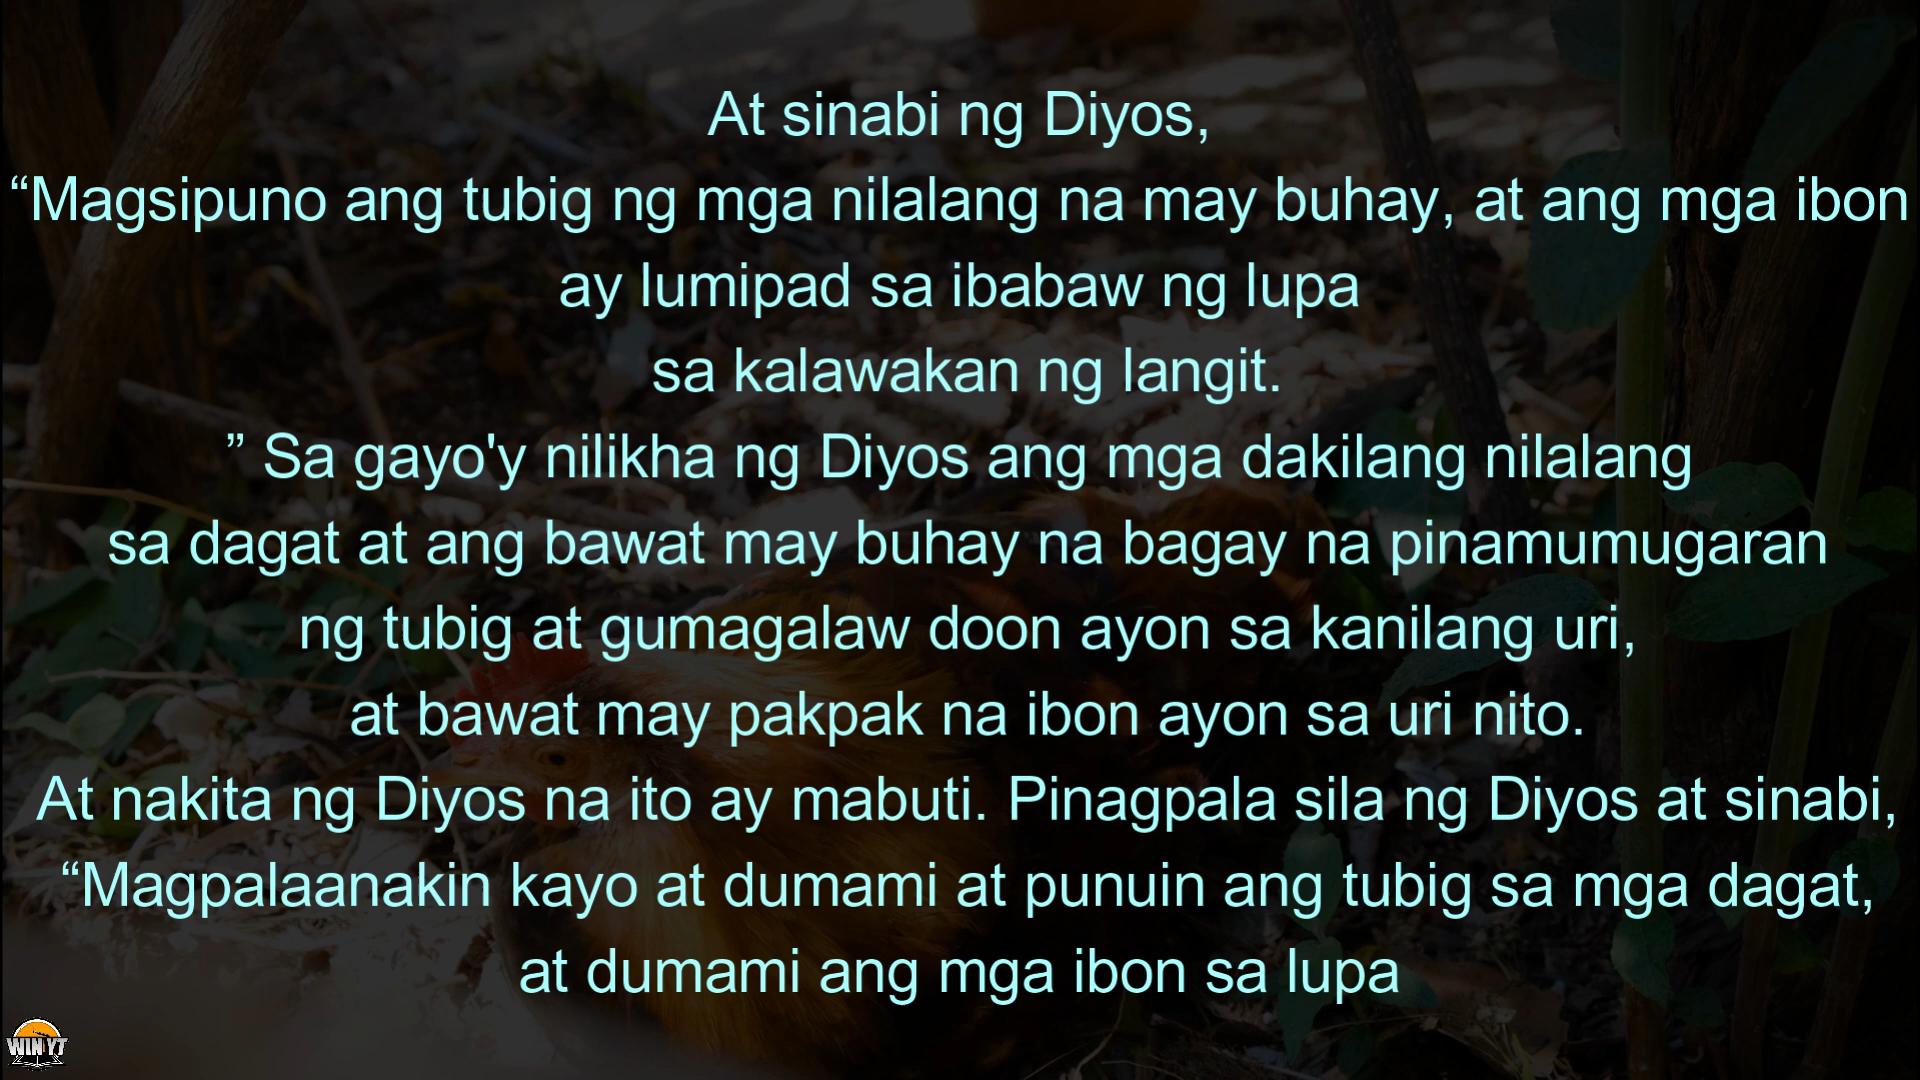 At sinabi ng Diyos,
“Magsipuno ang tubig ng mga nilalang na may buhay, at ang mga ibon
ay lumipad sa ibabaw ng lupa
sa kalawakan ng langit.
” Sa gayo'y nilikha ng Diyos ang mga dakilang nilalang
sa dagat at ang bawat may buhay na bagay na pinamumugaran
ng tubig at gumagalaw doon ayon sa kanilang uri,
at bawat may pakpak na ibon ayon sa uri nito.
At nakita ng Diyos na ito ay mabuti. Pinagpala sila ng Diyos at sinabi,
“Magpalaanakin kayo at dumami at punuin ang tubig sa mga dagat,
at dumami ang mga ibon sa lupa
WIN YT